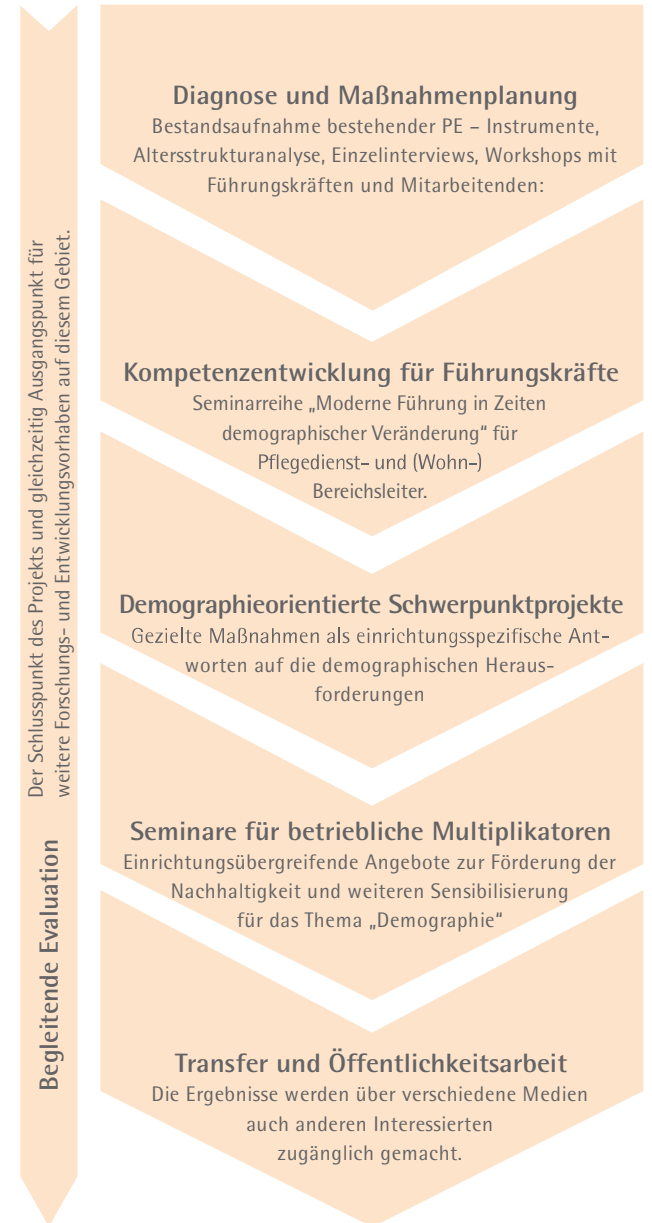 Diagnose und Maßnahmenplanung
Bestandsaufnahme bestehender PE – Instrumente,
Altersstrukturanalyse, Einzelinterviews, Workshops mit
Führungskräften und Mitarbeitenden:
Kompetenzentwicklung für Führungskräfte
Seminarreihe „Moderne Führung in Zeiten
demographischer Veränderung“ für
Pflegedienst- und (Wohn-)
Bereichsleiter.
Demographieorientierte Schwerpunktprojekte
Gezielte Maßnahmen als einrichtungsspezifische Ant-
worten auf die demographischen Heraus-
forderungen
Seminare für betriebliche Multiplikatoren
Einrichtungsübergreifende Angebote zur Förderung der
Nachhaltigkeit und weiteren Sensibilisierung
für das Thema „Demographie“
Transfer und Öffentlichkeitsarbeit
Die Ergebnisse werden über verschiedene Medien
auch anderen Interessierten
zugänglich gemacht.
Begleitende Evaluation
Der Schlusspunkt des Projekts und gleichzeitig Ausgangspunkt für
weitere Forschungs- und Entwicklungsvorhaben auf diesem Gebiet.